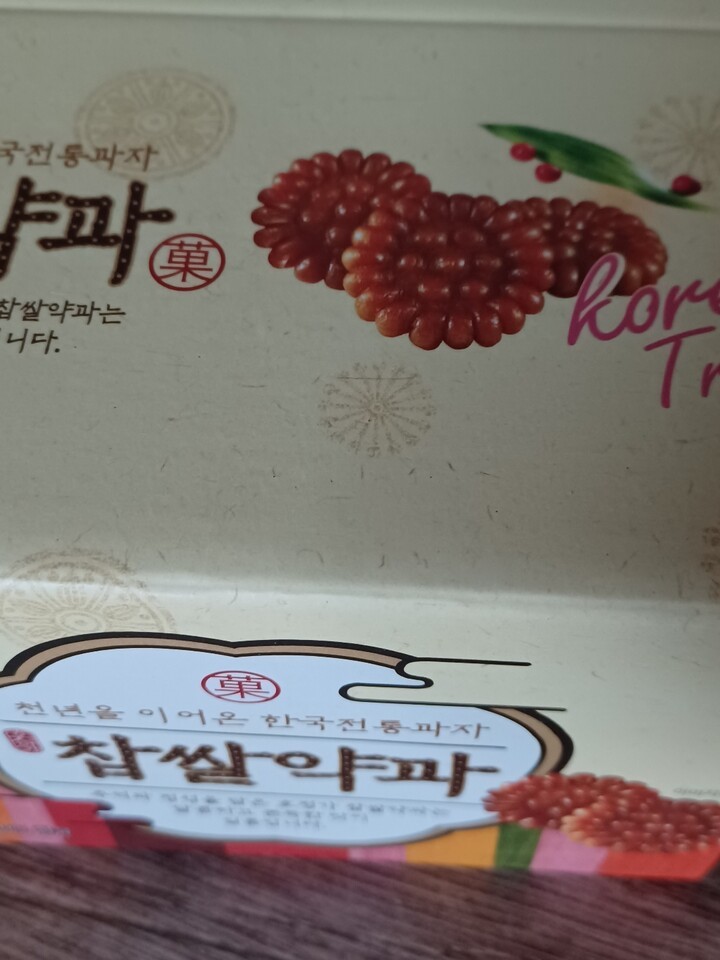 국전통과자
약과
菓
찹쌀약과는
니다.
kore
Tr
菓
천년을 이어온 한국전통과자
찹쌀약과